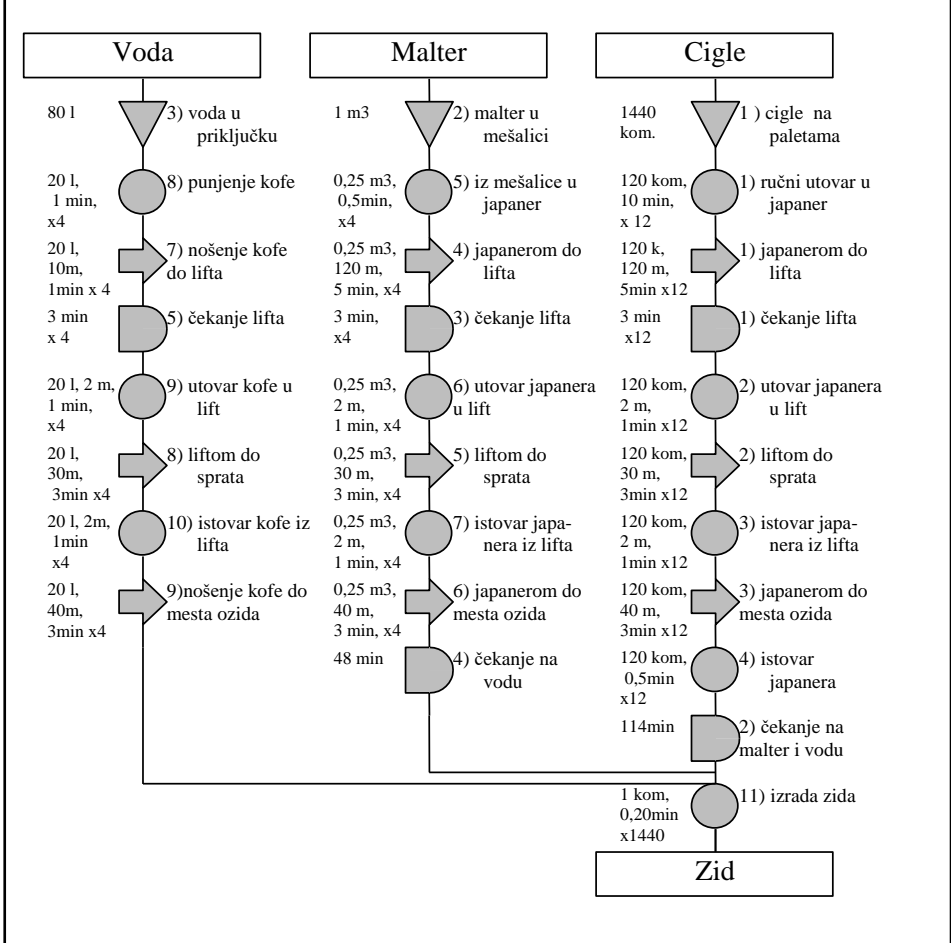 Voda
80 l
3) voda u
priključku
20 l,
1 min,
x4
8) punjenje kofe
20 l,
10m,
1min x 4
7) nošenje kofe
do lifta
3 min
x 4
5) čekanje lifta
20 l, 2 m,
1 min,
x4
9) utovar kofe u
lift
20 l,
30m,
3min x4
8) liftom do
sprata
20 l, 2m,
1min
x4
10) istovar kofe iz
lifta
20 l,
40m,
3min x4
9)nošenje kofe do
mesta ozida
Malter
1 m3
2) malter u
mešalici
0,25 m3,
0,5min,
x4
5) iz mešalice u
japaner
0,25 m3,
120 m,
5 min, x4
4) japanerom do
lifta
3 min,
x4
3) čekanje lifta
0,25 m3,
2 m,
1 min, x4
6) utovar japanera
u lift
0,25 m3,
30 m,
3 min, x4
5) liftom do
sprata
0,25 m3,
2 m,
1 min, x4
7) istovar japa-
nera iz lifta
0,25 m3,
40 m,
3 min, x4
6) japanerom do
mesta ozida
48 min
4) čekanje na
vodu
Cigle
1440
kom.
1 ) cigle na
paletama
120 kom,
10 min,
x 12
1) ručni utovar u
japaner
120 k,
120 m,
5min x12
1) japanerom do
lifta
3 min
x12
1) čekanje lifta
120 kom,
2 m,
1min x12
2) utovar japanera
u lift
120 kom,
30 m,
3min x12
2) liftom do
sprata
120 kom,
2 m,
1min x12
3) istovar japa-
nera iz lifta
120 kom,
40 m,
3min x12
3) japanerom do
mesta ozida
120 kom,
0,5min
x12
4) istovar
japanera
114min
2) čekanje na
malter i vodu
1 kom,
0,20min
x1440
11) izrada zida
Zid